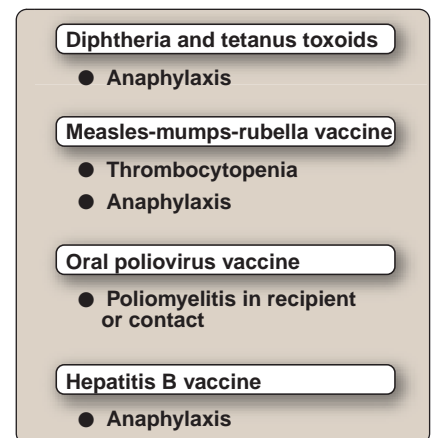 Diphtheria and tetanus toxoids
● Anaphylaxis
Measles-mumps-rubella vaccine
● Thrombocytopenia
● Anaphylaxis
Oral poliovirus vaccine
● Poliomyelitis in recipient
or contact
Hepatitis B vaccine
● Anaphylaxis